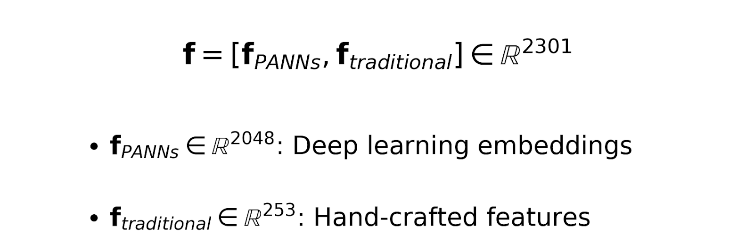 f = [f_PANNs, f_traditional] ∈ ℝ^2301
• f_PANNs ∈ ℝ^2048: Deep learning embeddings
• f_traditional ∈ ℝ^253: Hand-crafted features